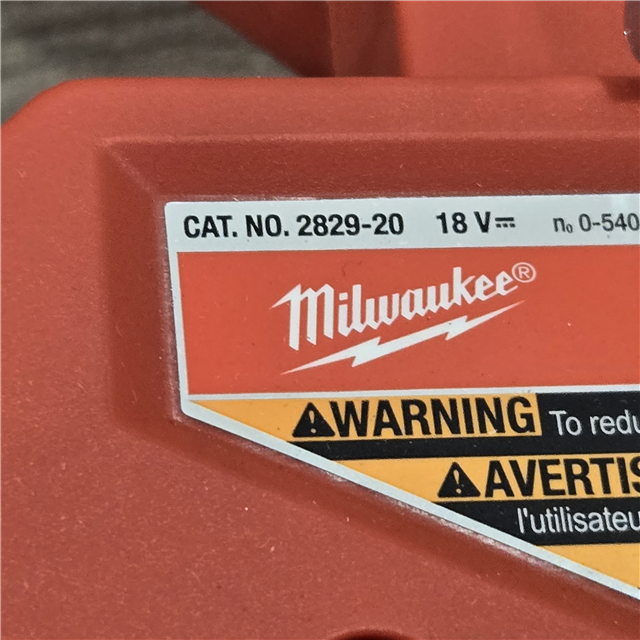 CAT. NO. 2829-20 18 V⎓ n₀ 0-540
Milwaukee®
⚠WARNING To redu
⚠AVERTIS
l'utilisateu